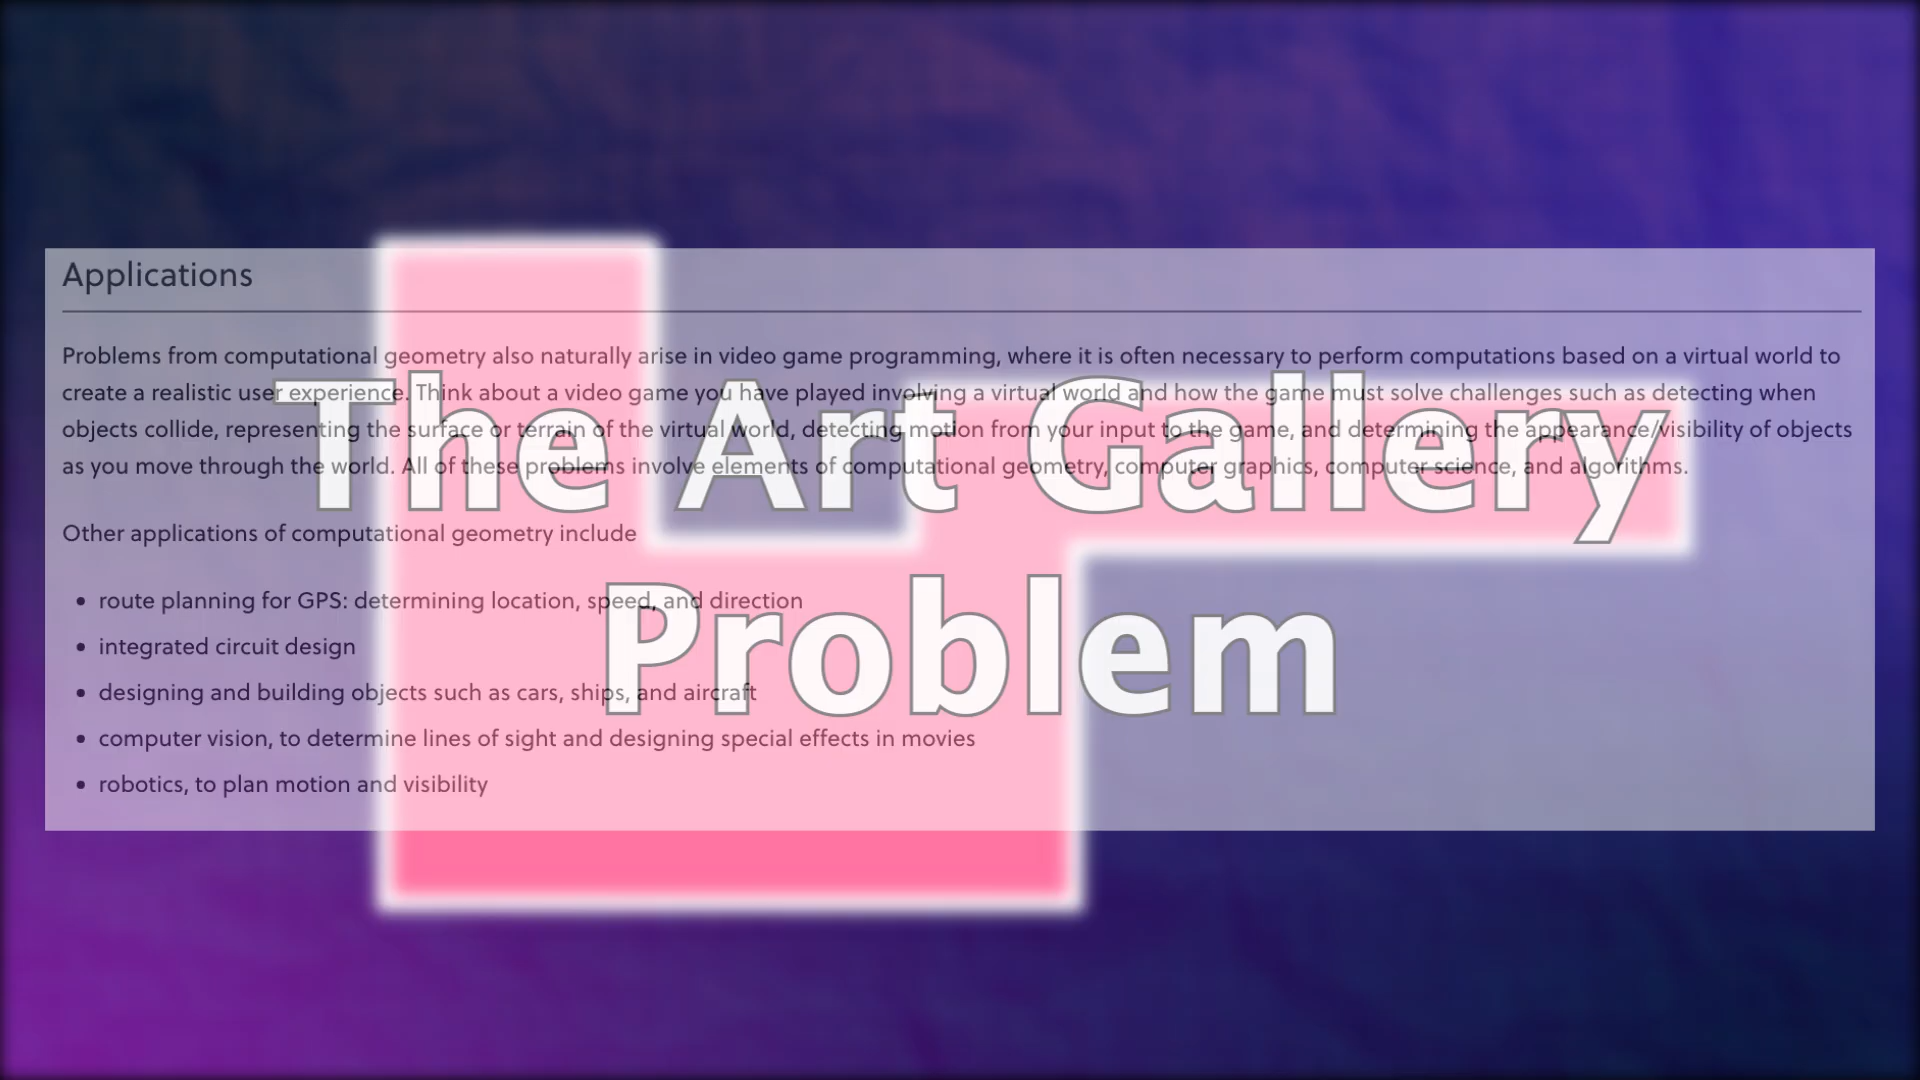 Applications
Problems from computational geometry also naturally arise in video game programming, where it is often necessary to perform computations based on a virtual world to
create a realistic user experience. Think about a video game you have played involving a virtual world and how the game must solve challenges such as detecting when
objects collide, representing the surface or terrain of the virtual world, detecting motion from your input to the game, and determining the appearance/visibility of objects
as you move through the world. All of these problems involve elements of computational geometry, computer graphics, computer science, and algorithms.
The Art Gallery
Problem
Other applications of computational geometry include
• route planning for GPS: determining location, speed, and direction
• integrated circuit design
• designing and building objects such as cars, ships, and aircraft
• computer vision, to determine lines of sight and designing special effects in movies
• robotics, to plan motion and visibility